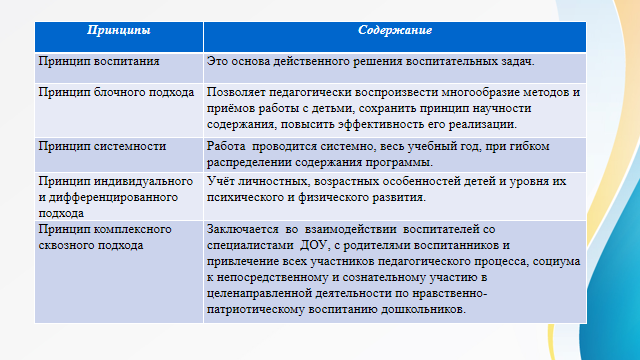 Принципы
Содержание
Принцип воспитания
Это основа действенного решения воспитательных задач.
Принцип блочного подхода
Позволяет педагогически воспроизвести многообразие методов и
приёмов работы с детьми, сохранить принцип научности
содержания, повысить эффективность его реализации.
Принцип системности
Работа проводится системно, весь учебный год, при гибком
распределении содержания программы.
Принцип индивидуального
и дифференцированного
подхода
Учёт личностных, возрастных особенностей детей и уровня их
психического и физического развития.
Принцип комплексного
сквозного подхода
Заключается во взаимодействии воспитателей со
специалистами ДОУ, с родителями воспитанников и
привлечение всех участников педагогического процесса, социума
к непосредственному и сознательному участию в
целенаправленной деятельности по нравственно-
патриотическому воспитанию дошкольников.